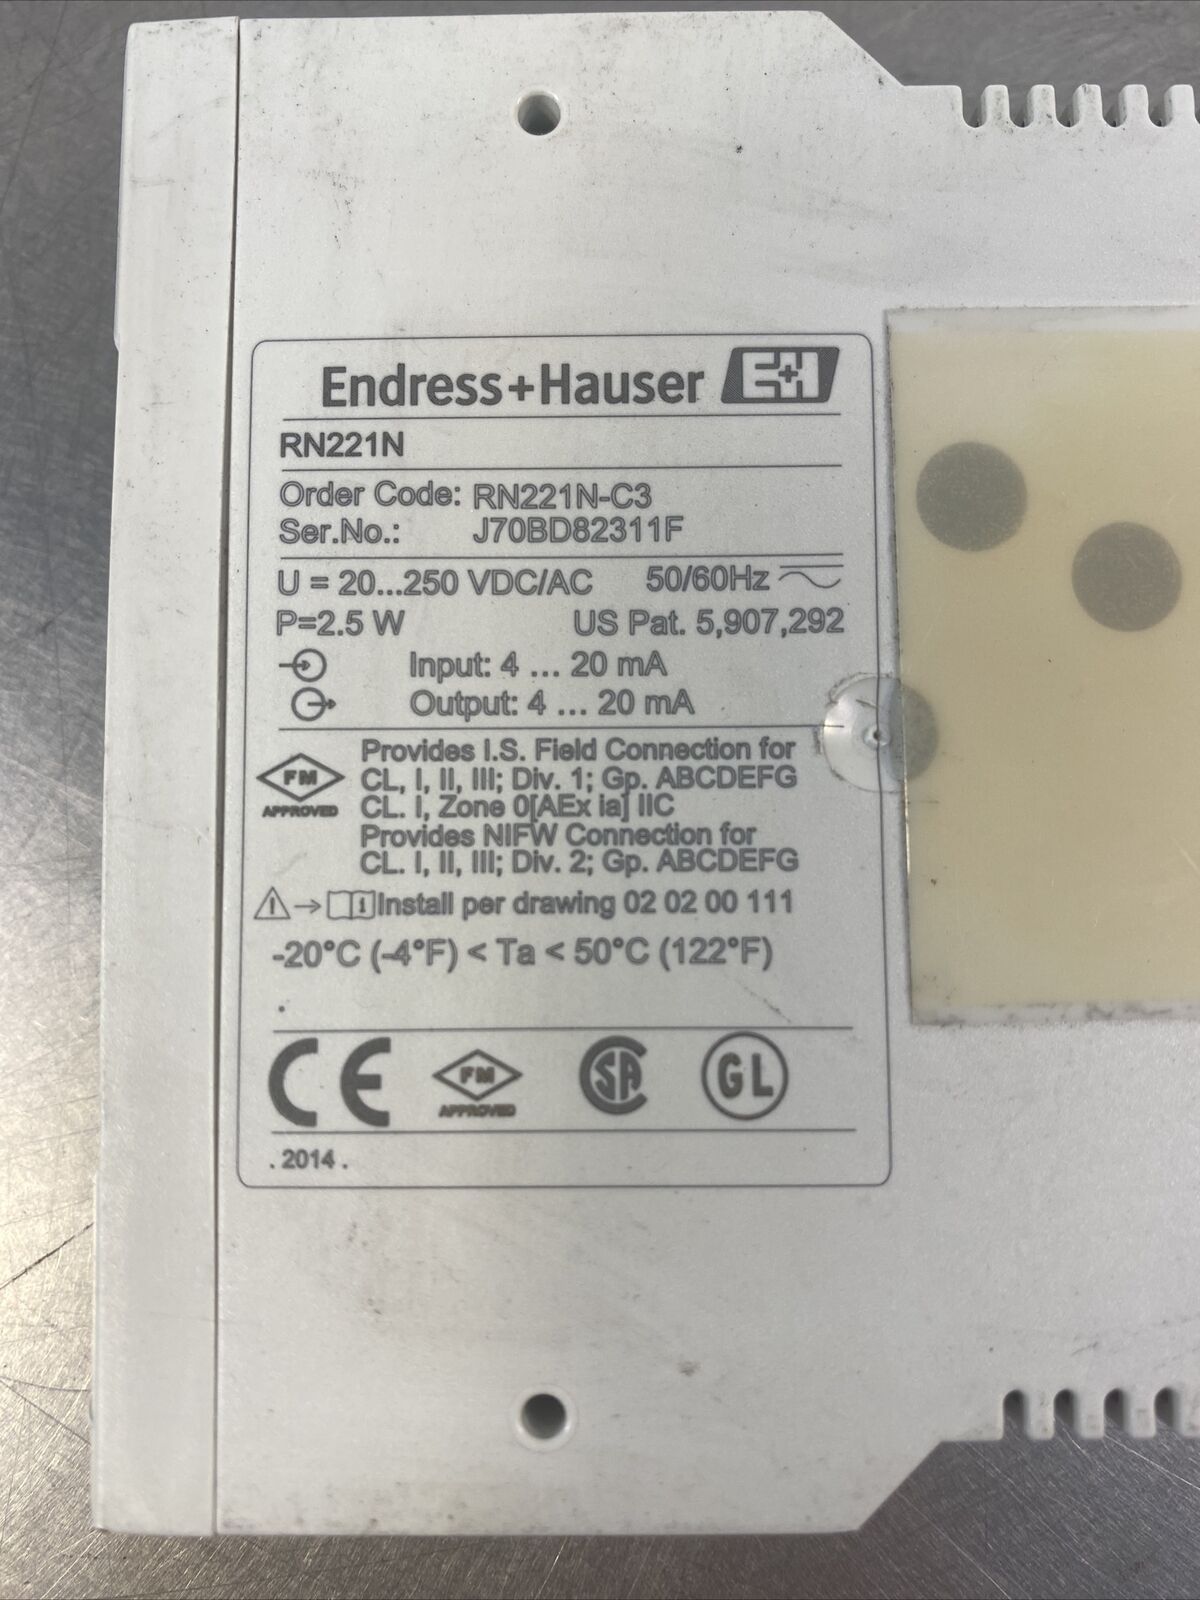 Endress+Hauser E+H
RN221N
Order Code: RN221N-C3
Ser.No.: J70BD82311F
U = 20...250 VDC/AC 50/60Hz
P=2.5 W US Pat. 5,907,292
Input: 4 ... 20 mA
Output: 4 ... 20 mA
FM
APPROVED
Provides I.S. Field Connection for
CL, I, II, III; Div. 1; Gp. ABCDEFG
CL. I, Zone 0[AEx ia] IIC
Provides NIFW Connection for
CL. I, II, III; Div. 2; Gp. ABCDEFG
Install per drawing 02 02 00 111
-20°C (-4°F) < Ta < 50°C (122°F)
.
CE FM SA GL
APPROVED
. 2014 .